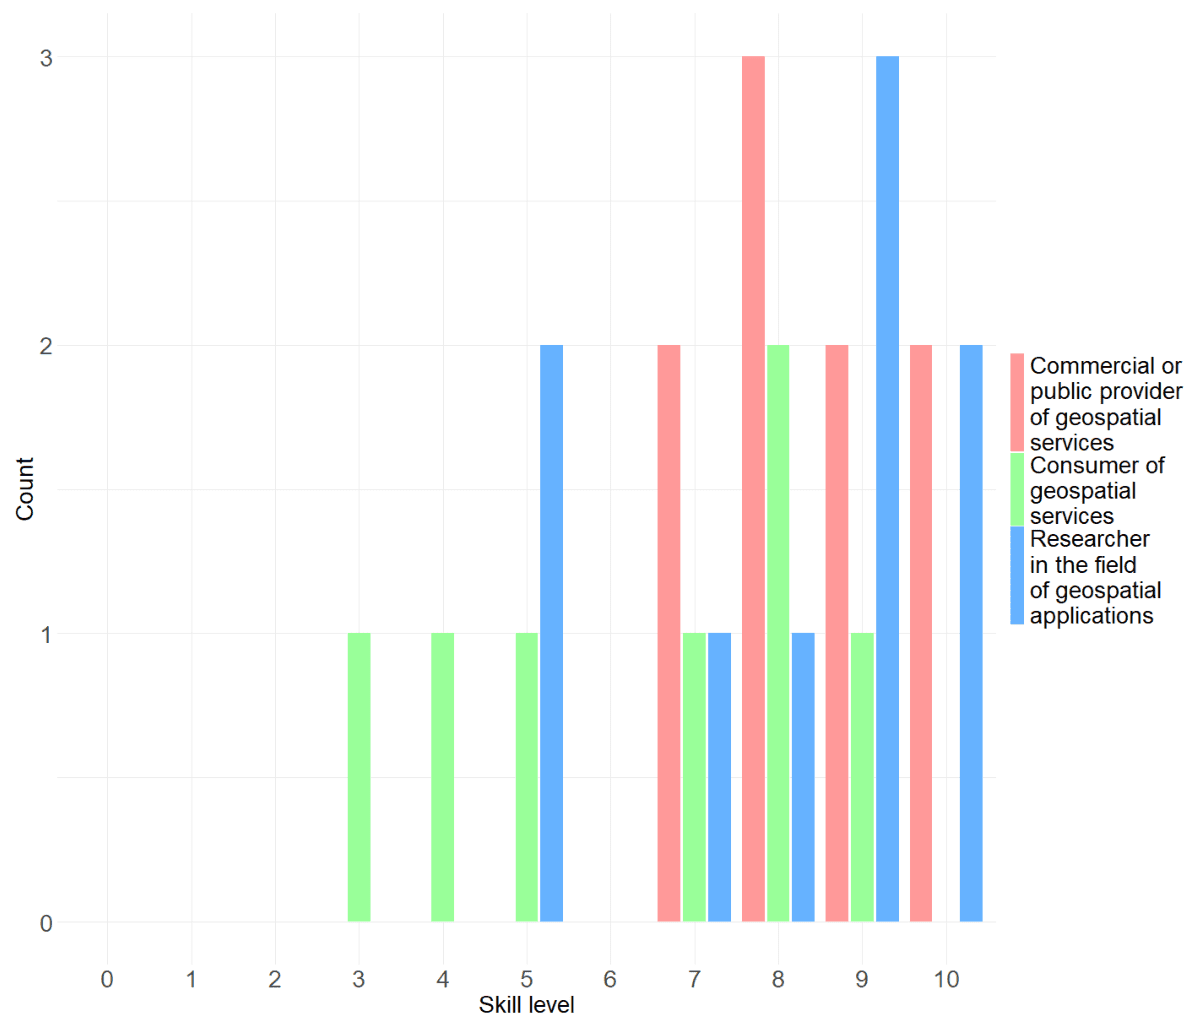 3
2
1
0
Count
0 1 2 3 4 5 6 7 8 9 10
Skill level
Commercial or
public provider
of geospatial
services
Consumer of
geospatial
services
Researcher
in the field
of geospatial
applications